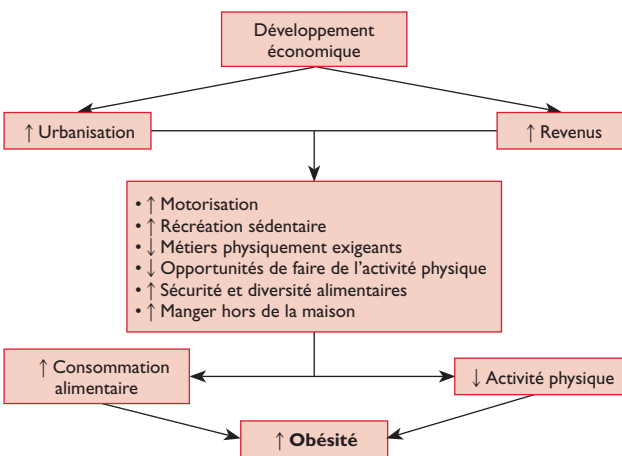 Développement
économique
↑ Urbanisation
↑ Revenus
• ↑ Motorisation
• ↑ Récréation sédentaire
• ↓ Métiers physiquement exigeants
• ↓ Opportunités de faire de l’activité physique
• ↑ Sécurité et diversité alimentaires
• ↑ Manger hors de la maison
↑ Consommation
alimentaire
↓ Activité physique
↑ Obésité